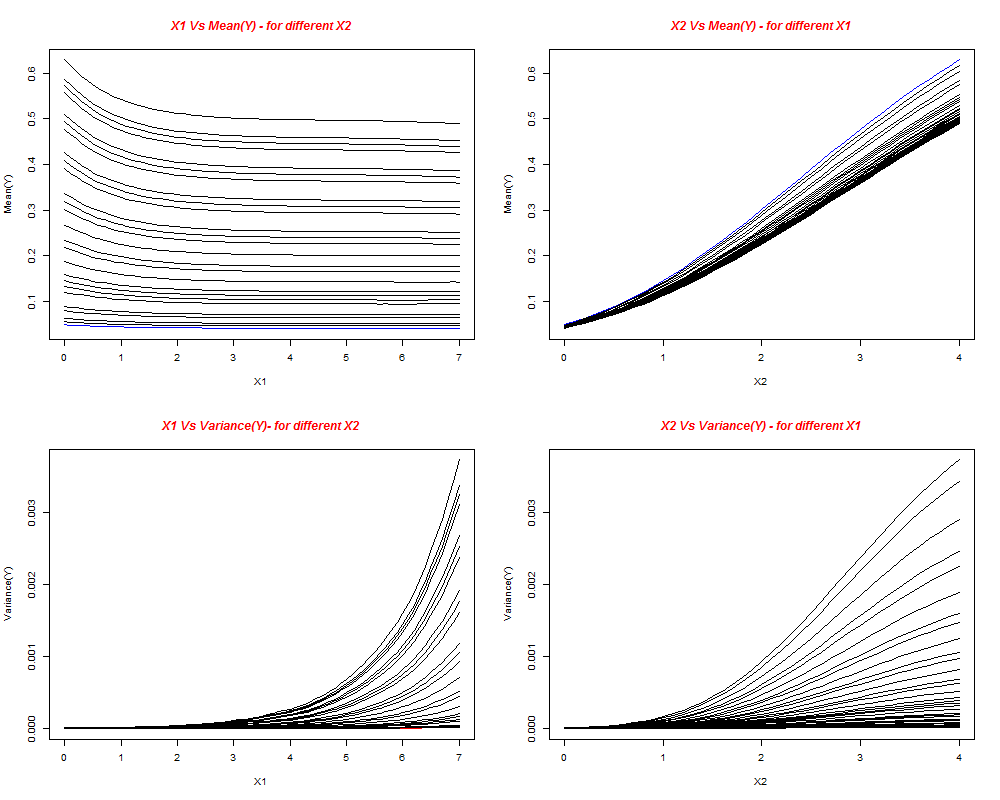 X1 Vs Mean(Y) - for different X2
Mean(Y)
0.6
0.5
0.4
0.3
0.2
0.1
0 1 2 3 4 5 6 7
X1
X2 Vs Mean(Y) - for different X1
Mean(Y)
0.6
0.5
0.4
0.3
0.2
0.1
0 1 2 3 4
X2
X1 Vs Variance(Y)- for different X2
Variance(Y)
0.003
0.002
0.001
0.000
0 1 2 3 4 5 6 7
X1
X2 Vs Variance(Y) - for different X1
Variance(Y)
0.003
0.002
0.001
0.000
0 1 2 3 4
X2